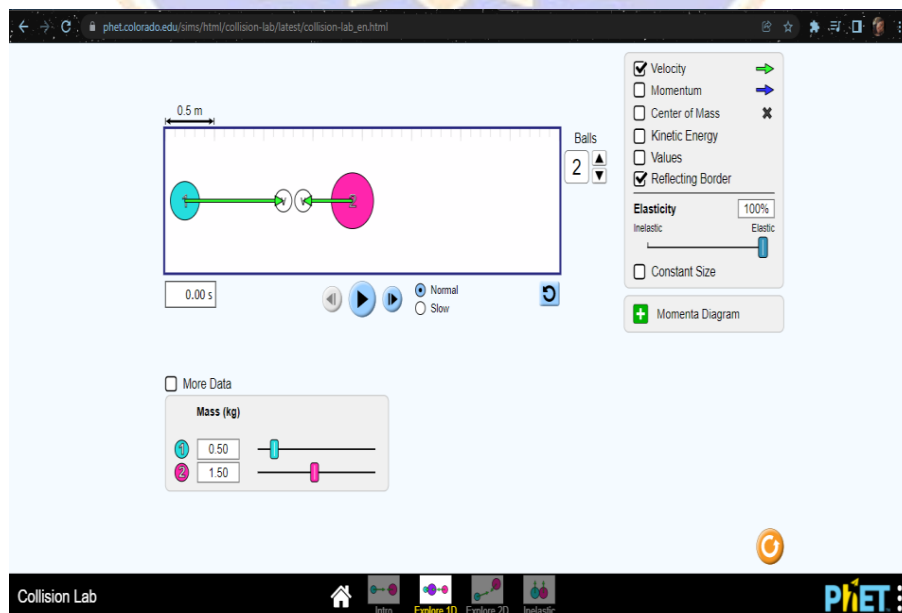 phet.colorado.edu/sims/html/collision-lab/latest/collision-lab_en.html
Velocity
Momentum
Center of Mass
Kinetic Energy
Values
Reflecting Border
Elasticity 100%
Inelastic Elastic
Constant Size
Momenta Diagram
0.5 m
Balls
2
1 v v 2
0.00 s
Normal
Slow
More Data
Mass (kg)
1 0.50
2 1.50
Collision Lab
Intro Explore 1D Explore 2D Inelastic
PhET